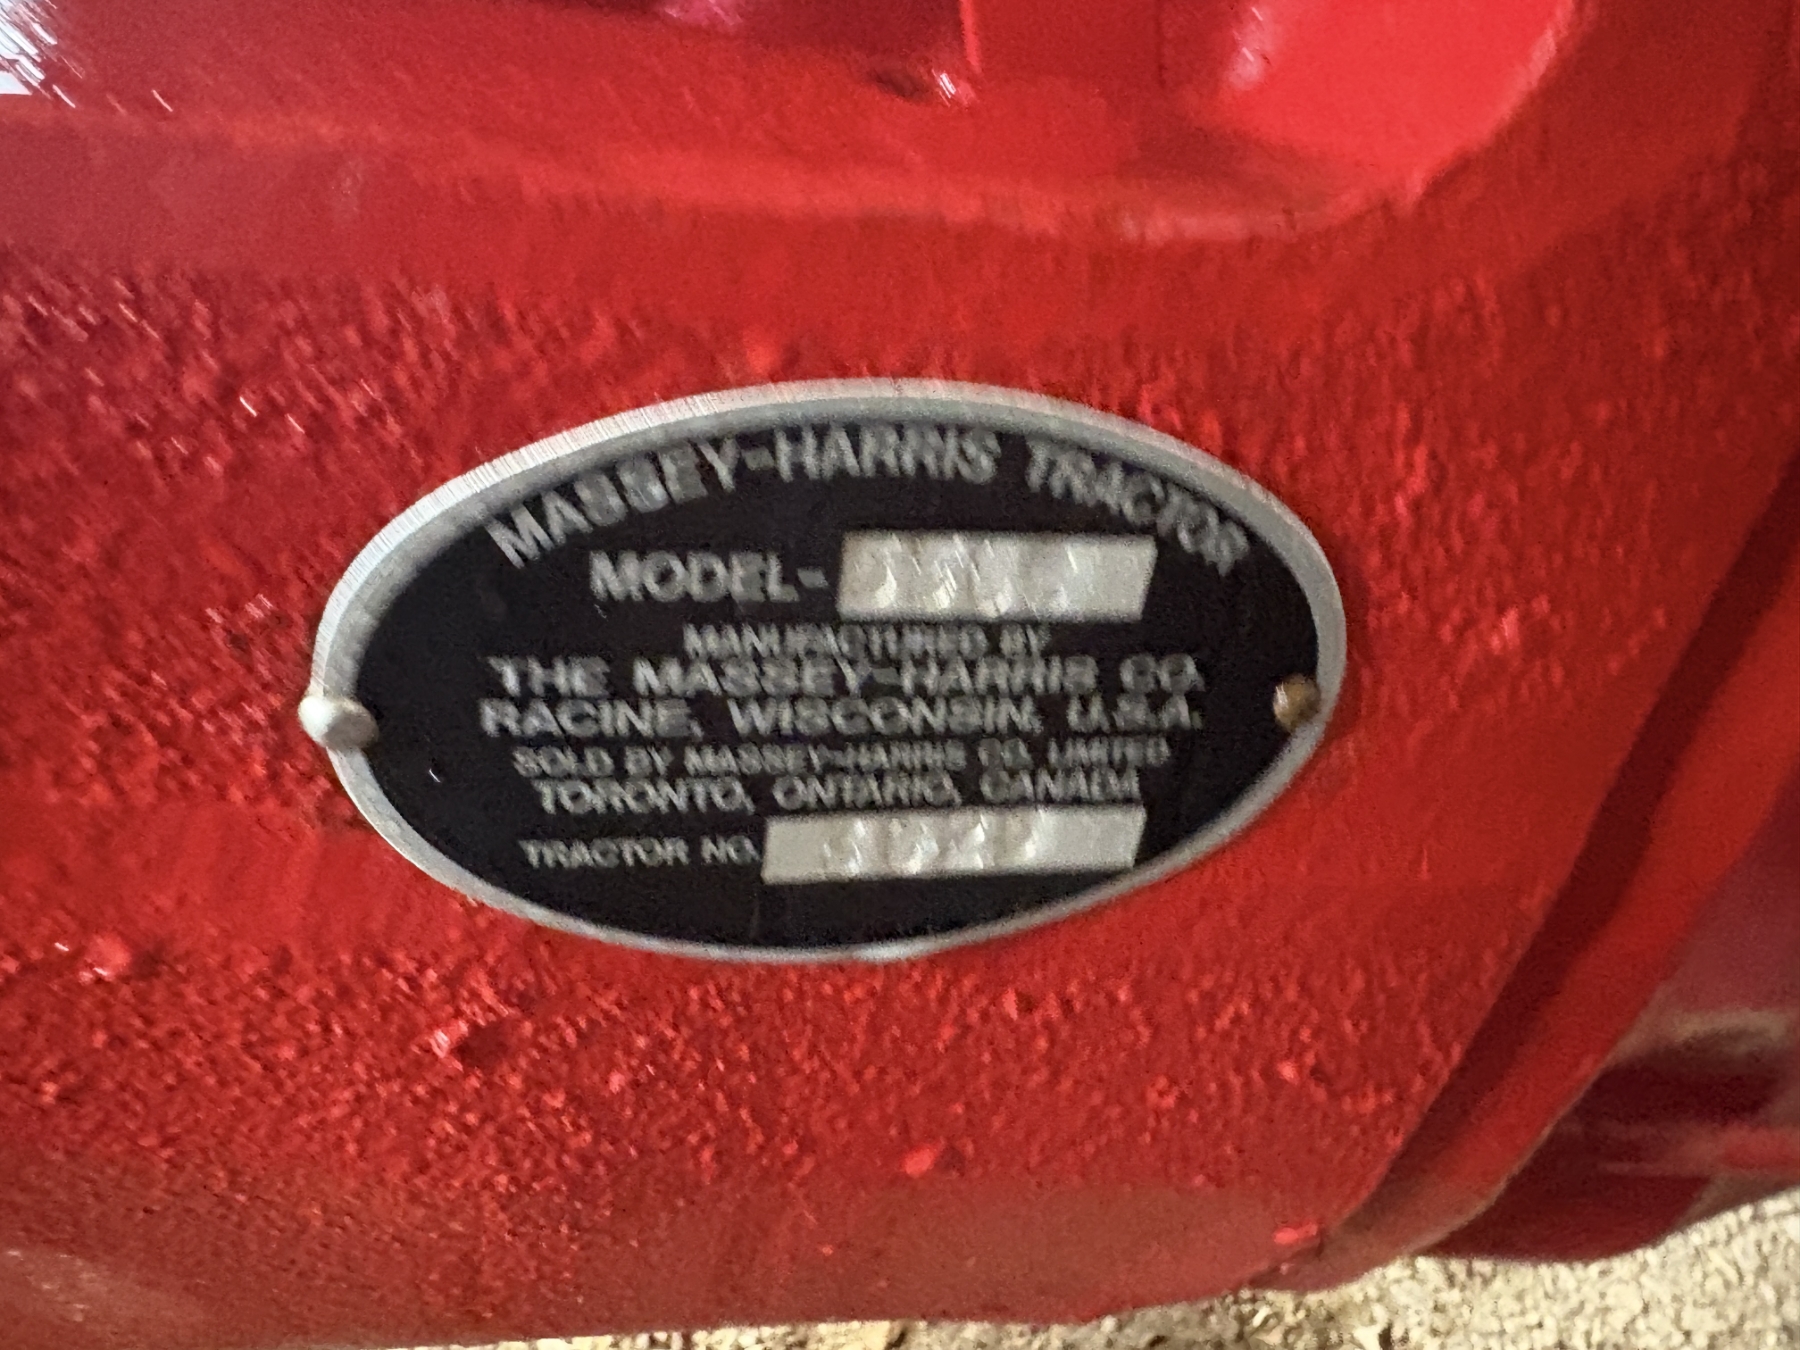 MASSEY-HARRIS TRACTOR
MODEL-
MANUFACTURED BY
THE MASSEY-HARRIS CO.
RACINE, WISCONSIN, U.S.A.
SOLD BY MASSEY-HARRIS CO. LIMITED
TORONTO, ONTARIO, CANADA
TRACTOR NO.